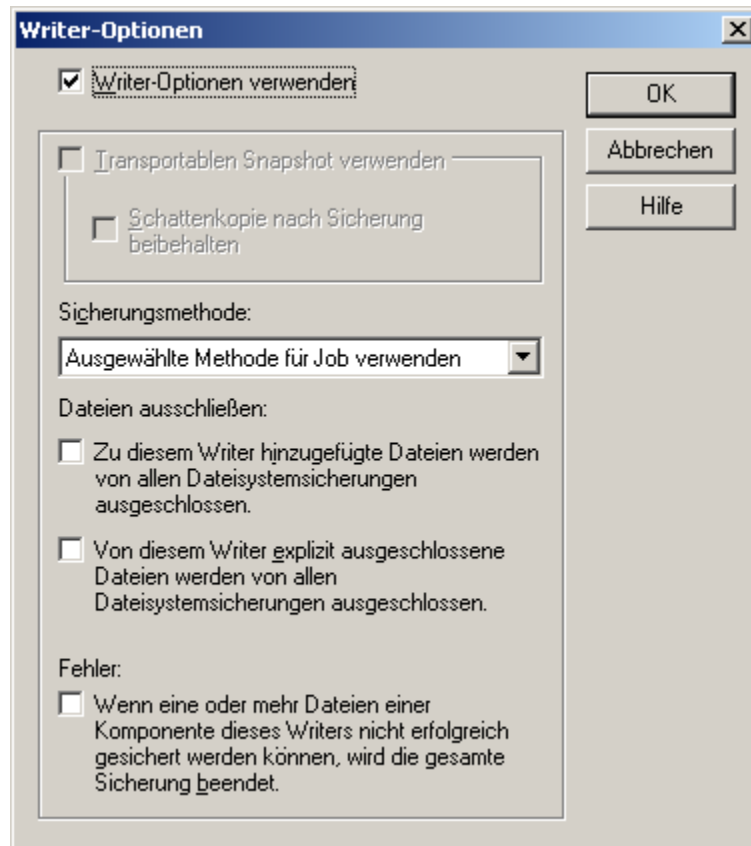 Writer-Optionen
Writer-Optionen verwenden
OK
Abbrechen
Hilfe
Transportablen Snapshot verwenden
Schattenkopie nach Sicherung
beibehalten
Sicherungsmethode:
Ausgewählte Methode für Job verwenden
Dateien ausschließen:
Zu diesem Writer hinzugefügte Dateien werden
von allen Dateisystemsicherungen
ausgeschlossen.
Von diesem Writer explizit ausgeschlossene
Dateien werden von allen
Dateisystemsicherungen ausgeschlossen.
Fehler:
Wenn eine oder mehr Dateien einer
Komponente dieses Writers nicht erfolgreich
gesichert werden können, wird die gesamte
Sicherung beendet.